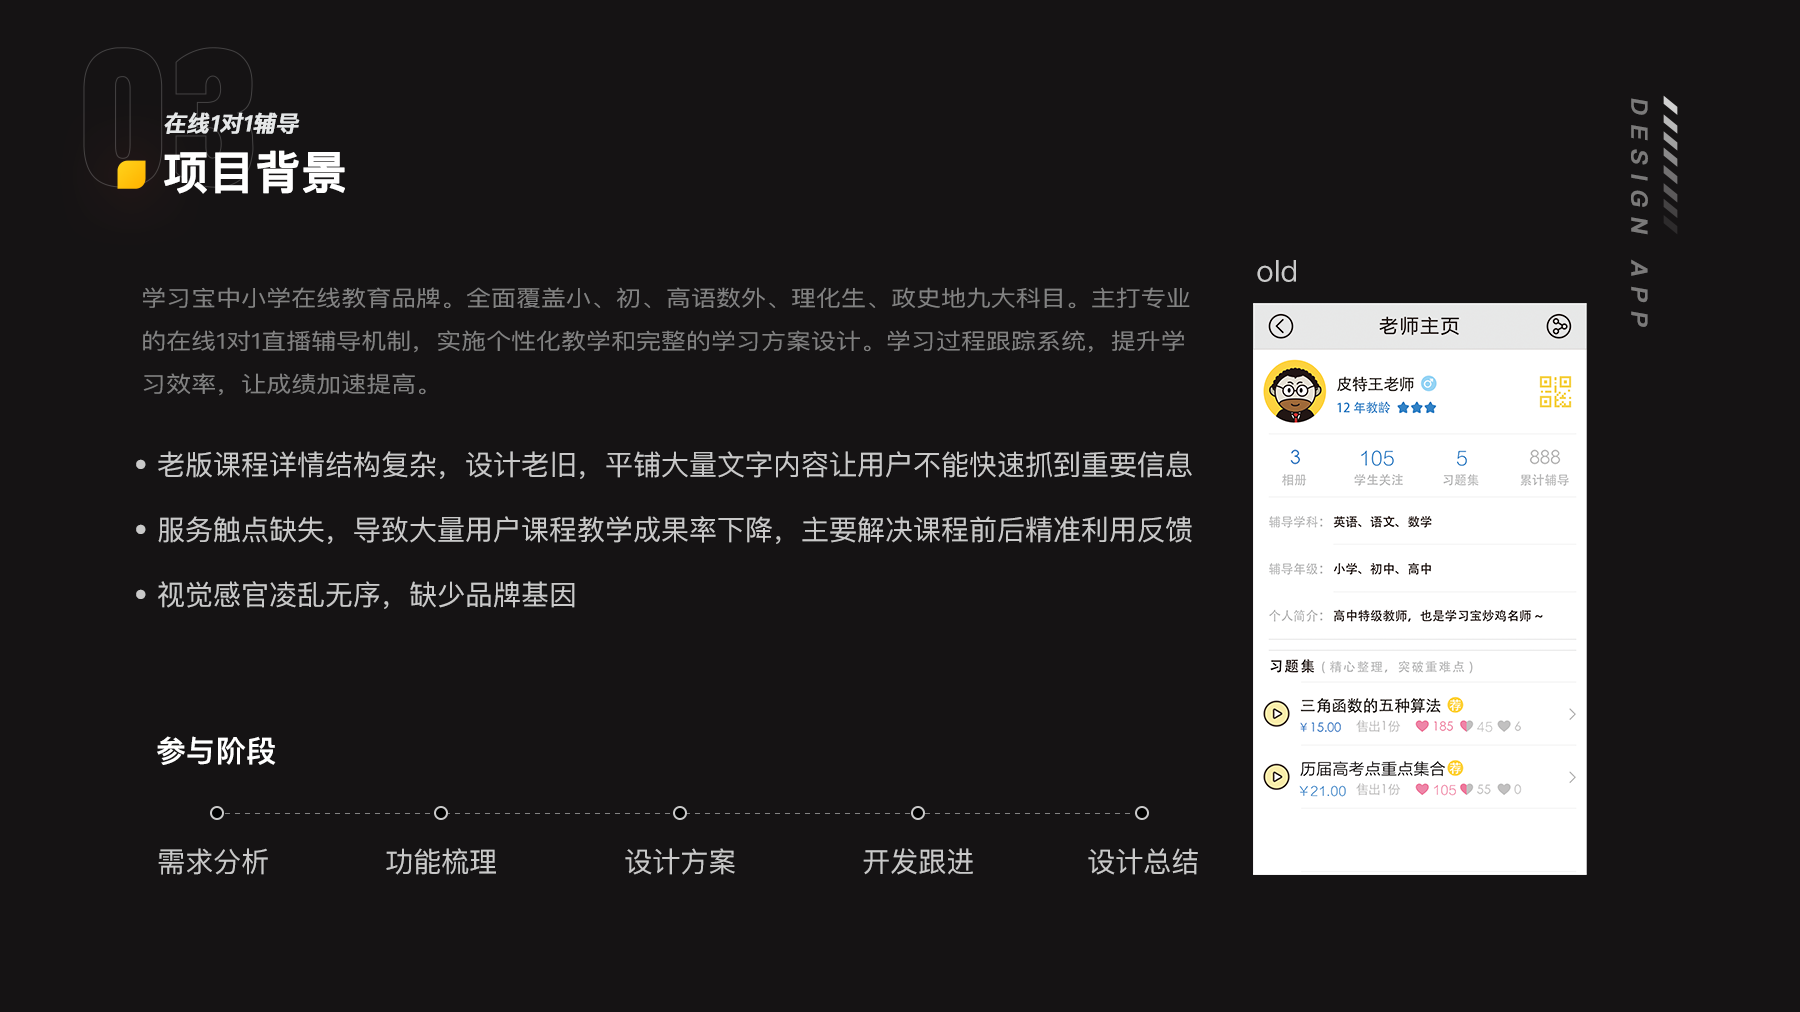 03
在线1对1辅导
项目背景
DESIGN APP
学习宝中小学在线教育品牌。全面覆盖小、初、高语数外、理化生、政史地九大科目。主打专业
的在线1对1直播辅导机制，实施个性化教学和完整的学习方案设计。学习过程跟踪系统，提升学
习效率，让成绩加速提高。
• 老版课程详情结构复杂，设计老旧，平铺大量文字内容让用户不能快速抓到重要信息
• 服务触点缺失，导致大量用户课程教学成果率下降，主要解决课程前后精准利用反馈
• 视觉感官凌乱无序，缺少品牌基因
参与阶段
需求分析 功能梳理 设计方案 开发跟进 设计总结
old
老师主页
皮特王老师
12 年教龄
3 105 5 888
相册 学生关注 习题集 累计辅导
辅导学科： 英语、语文、数学
辅导年级： 小学、初中、高中
个人简介： 高中特级教师，也是学习宝炒鸡名师～
习题集（精心整理，突破重难点）
三角函数的五种算法 荐
¥15.00 售出1份 185 45 6
历届高考点重点集合 荐
¥21.00 售出1份 105 55 0